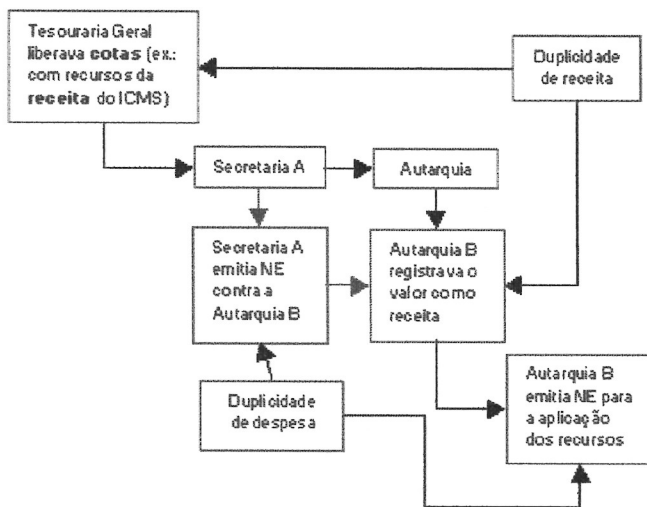 Tesouraria Geral
liberava cotas (ex.:
com recursos da
receita do ICMS)
Duplicidade
de receita
Secretaria A
Autarquia
Secretaria A
emitia NE
contra a
Autarquia B
Autarquia B
registrava o
valor como
receita
Duplicidade
de despesa
Autarquia B
emitia NE para
a aplicação
dos recursos